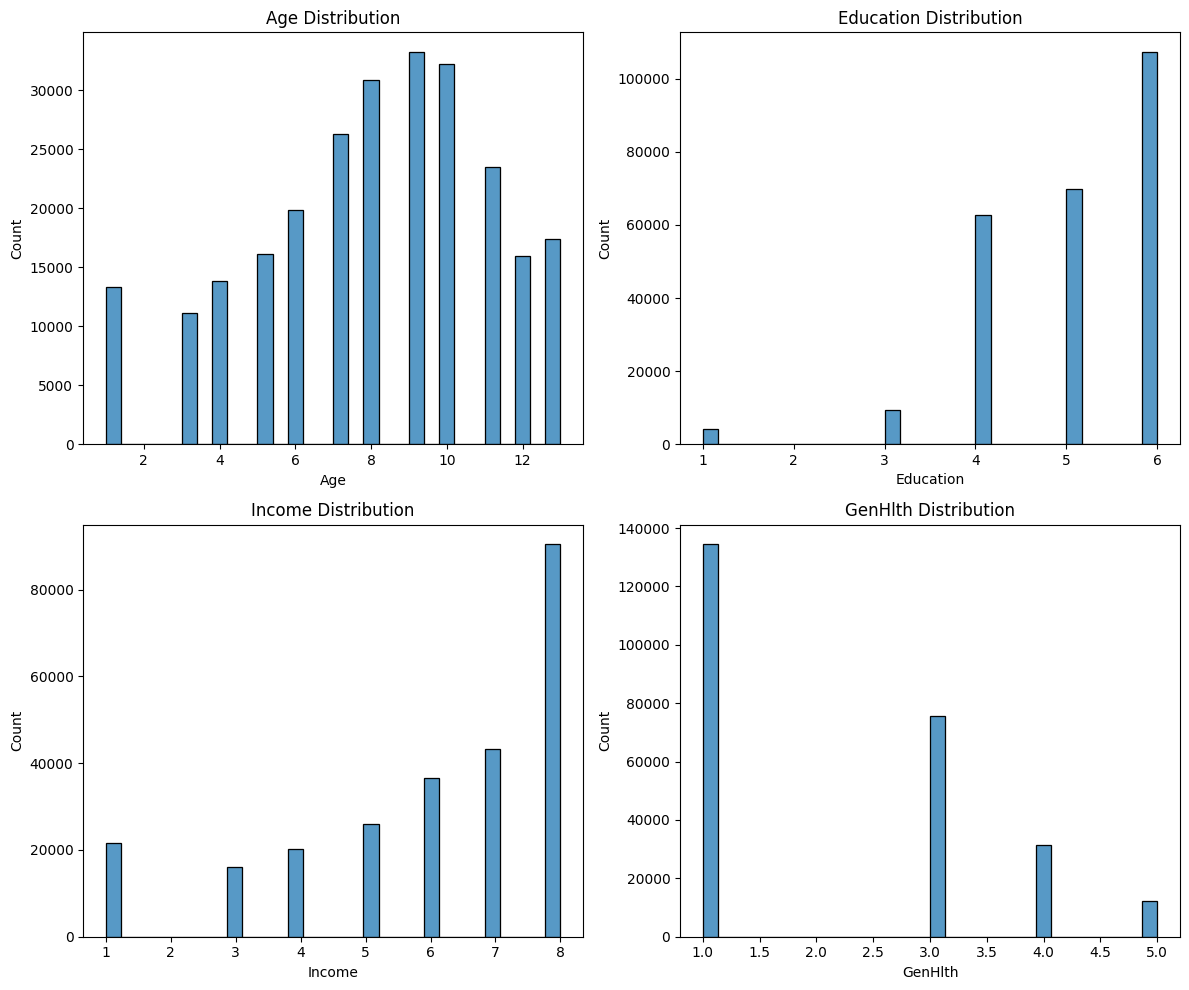 Age Distribution
30000
25000
20000
15000
10000
5000
0
Count
2 4 6 8 10 12
Age
Education Distribution
100000
80000
60000
40000
20000
0
Count
1 2 3 4 5 6
Education
Income Distribution
80000
60000
40000
20000
0
Count
1 2 3 4 5 6 7 8
Income
GenHlth Distribution
140000
120000
100000
80000
60000
40000
20000
0
Count
1.0 1.5 2.0 2.5 3.0 3.5 4.0 4.5 5.0
GenHlth